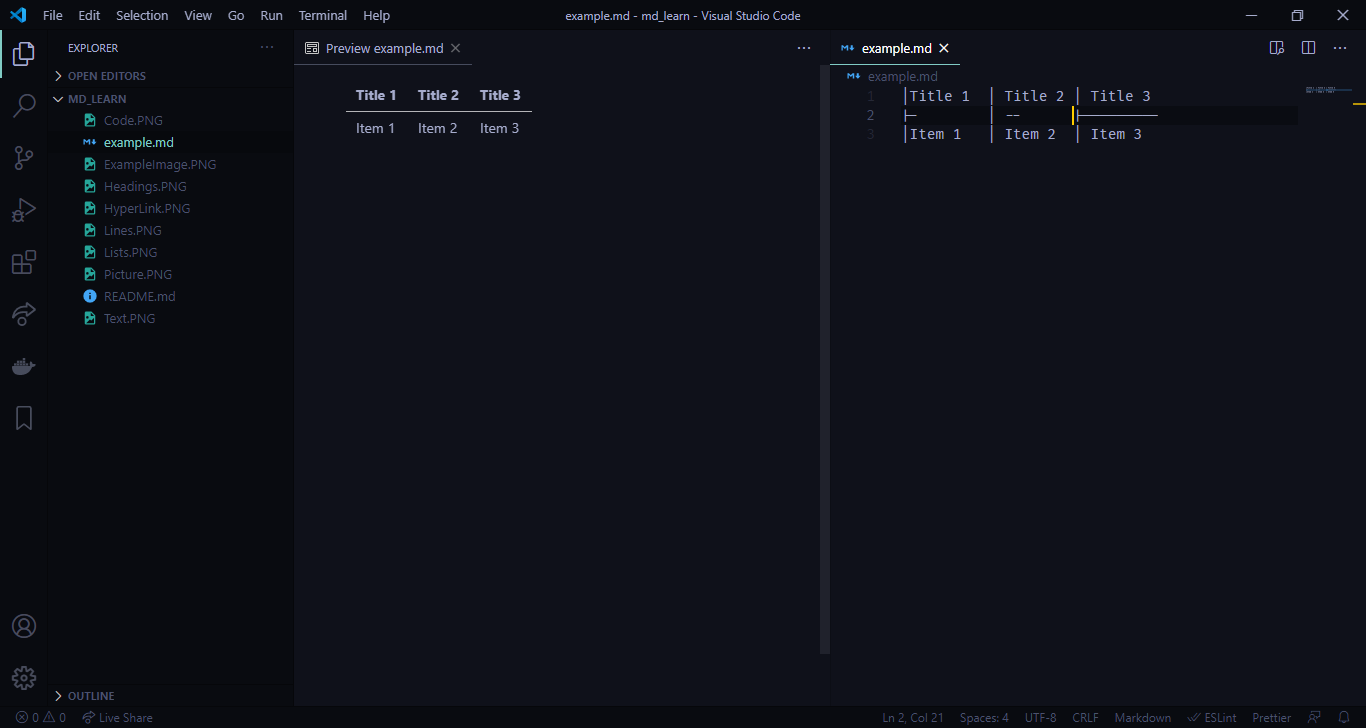 File Edit Selection View Go Run Terminal Help
example.md - md_learn - Visual Studio Code
EXPLORER
OPEN EDITORS
MD_LEARN
Code.PNG
example.md
ExampleImage.PNG
Headings.PNG
HyperLink.PNG
Lines.PNG
Lists.PNG
Picture.PNG
README.md
Text.PNG
OUTLINE
Preview example.md
Title 1 Title 2 Title 3
Item 1 Item 2 Item 3
example.md
example.md
1 |Title 1 | Title 2 | Title 3
2 |- | -- |---------
3 |Item 1 | Item 2 | Item 3
0 0 Live Share
Ln 2, Col 21 Spaces: 4 UTF-8 CRLF Markdown ESLint Prettier